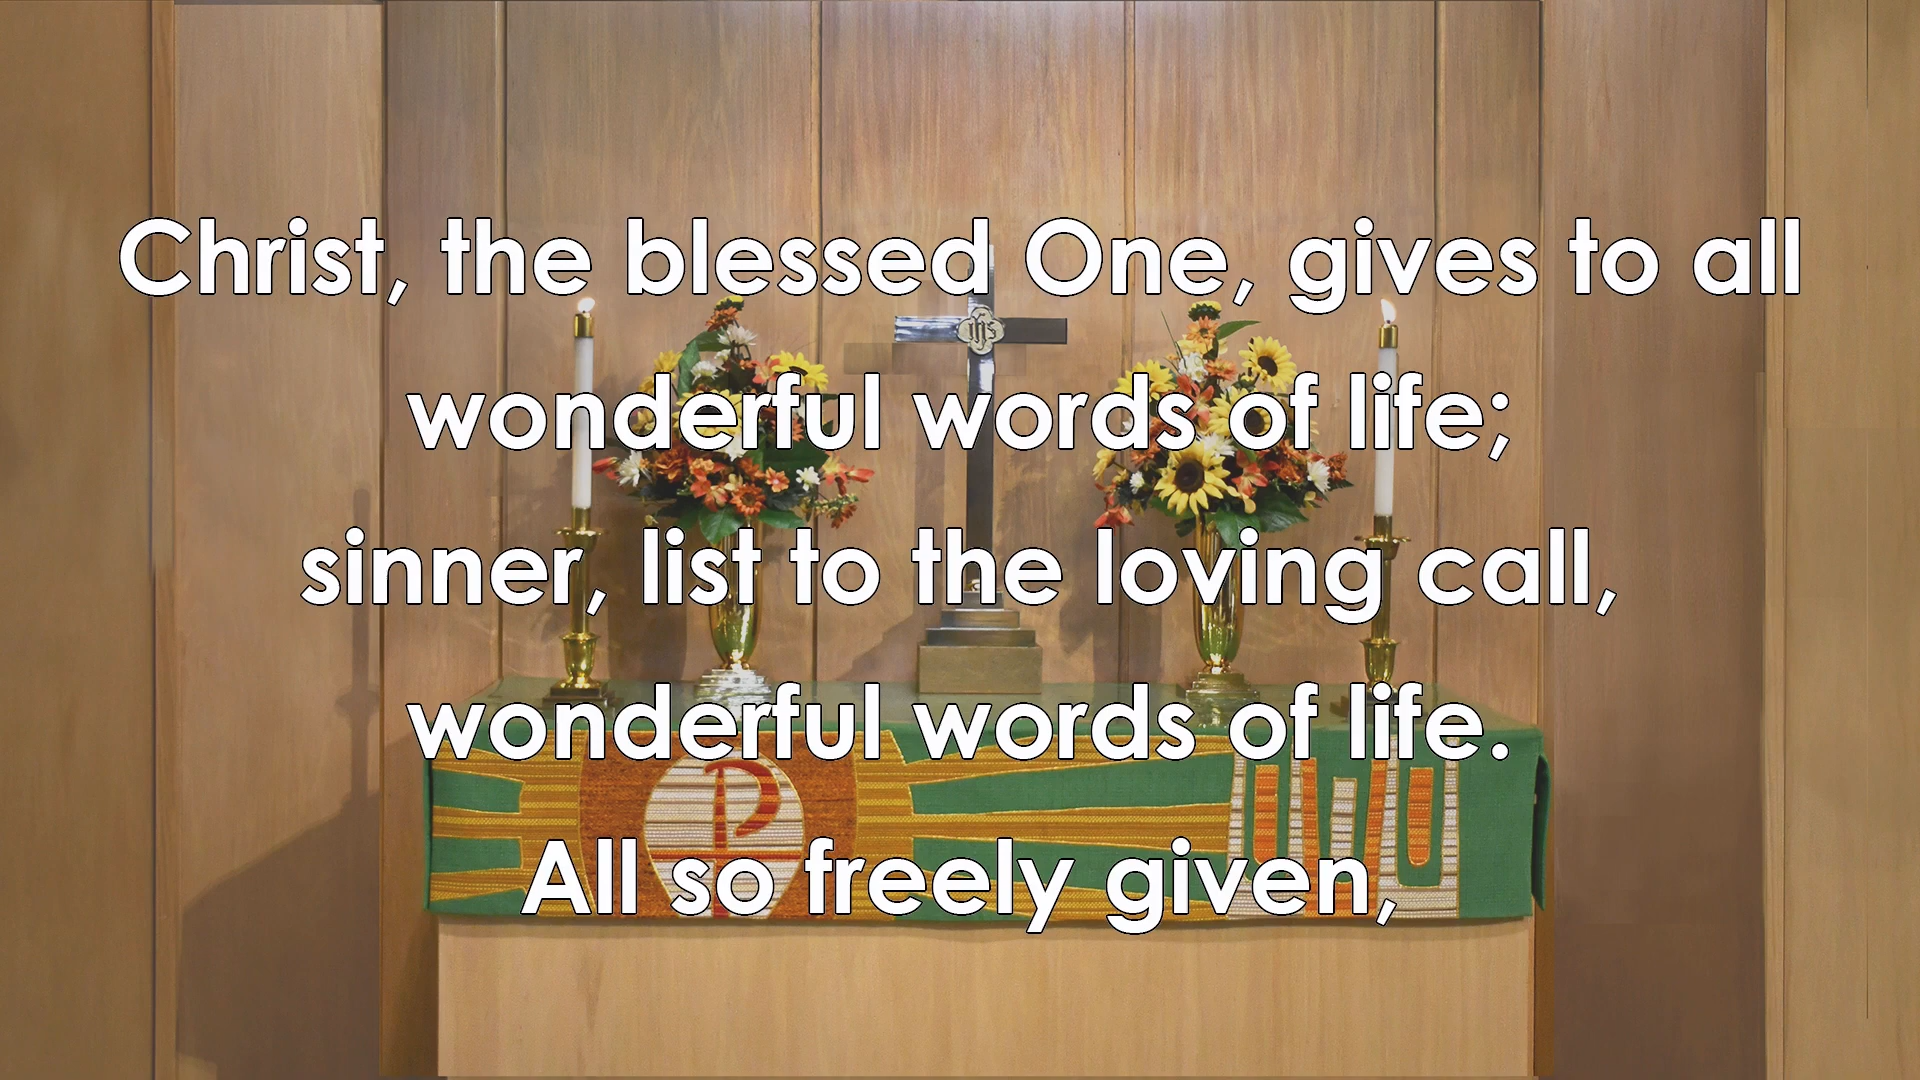 Christ, the blessed One, gives to all
wonderful words of life;
sinner, list to the loving call,
wonderful words of life.
All so freely given,
ihs